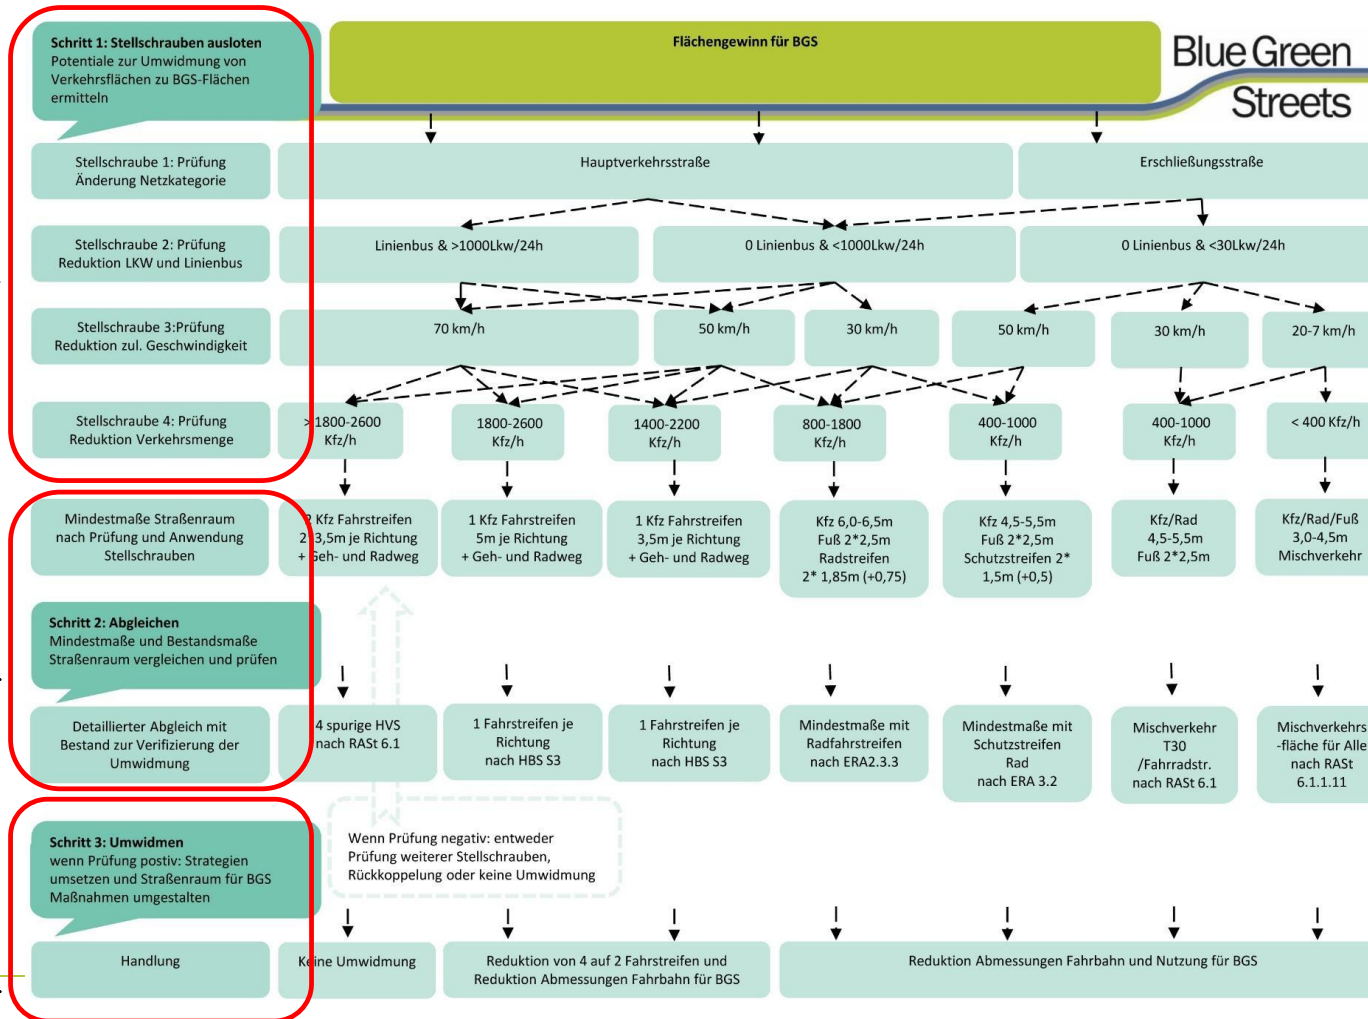 Schritt 1: Stellschrauben ausloten
Potentiale zur Umwidmung von
Verkehrsflächen zu BGS-Flächen
ermitteln
Flächengewinn für BGS
Blue Green
Streets
Stellschraube 1: Prüfung
Änderung Netzkategorie
Hauptverkehrsstraße
Erschließungsstraße
Stellschraube 2: Prüfung
Reduktion LKW und Linienbus
Linienbus & >1000Lkw/24h
0 Linienbus & <1000Lkw/24h
0 Linienbus & <30Lkw/24h
Stellschraube 3:Prüfung
Reduktion zul. Geschwindigkeit
70 km/h
50 km/h
30 km/h
50 km/h
30 km/h
20-7 km/h
Stellschraube 4: Prüfung
Reduktion Verkehrsmenge
> 1800-2600
Kfz/h
1800-2600
Kfz/h
1400-2200
Kfz/h
800-1800
Kfz/h
400-1000
Kfz/h
400-1000
Kfz/h
< 400 Kfz/h
Mindestmaße Straßenraum
nach Prüfung und Anwendung
Stellschrauben
2 Kfz Fahrstreifen
2*3,5m je Richtung
+ Geh- und Radweg
1 Kfz Fahrstreifen
5m je Richtung
+ Geh- und Radweg
1 Kfz Fahrstreifen
3,5m je Richtung
+ Geh- und Radweg
Kfz 6,0-6,5m
Fuß 2*2,5m
Radstreifen
2* 1,85m (+0,75)
Kfz 4,5-5,5m
Fuß 2*2,5m
Schutzstreifen 2*
1,5m (+0,5)
Kfz/Rad
4,5-5,5m
Fuß 2*2,5m
Kfz/Rad/Fuß
3,0-4,5m
Mischverkehr
Schritt 2: Abgleichen
Mindestmaße und Bestandsmaße
Straßenraum vergleichen und prüfen
Detaillierter Abgleich mit
Bestand zur Verifizierung der
Umwidmung
4 spurige HVS
nach RASt 6.1
1 Fahrstreifen je
Richtung
nach HBS S3
1 Fahrstreifen je
Richtung
nach HBS S3
Mindestmaße mit
Radfahrstreifen
nach ERA2.3.3
Mindestmaße mit
Schutzstreifen
Rad
nach ERA 3.2
Mischverkehr
T30
/Fahrradstr.
nach RASt 6.1
Mischverkehrs
-fläche für Alle
nach RASt
6.1.1.11
Schritt 3: Umwidmen
wenn Prüfung postiv: Strategien
umsetzen und Straßenraum für BGS
Maßnahmen umgestalten
Wenn Prüfung negativ: entweder
Prüfung weiterer Stellschrauben,
Rückkoppelung oder keine Umwidmung
Handlung
Keine Umwidmung
Reduktion von 4 auf 2 Fahrstreifen und
Reduktion Abmessungen Fahrbahn für BGS
Reduktion Abmessungen Fahrbahn und Nutzung für BGS